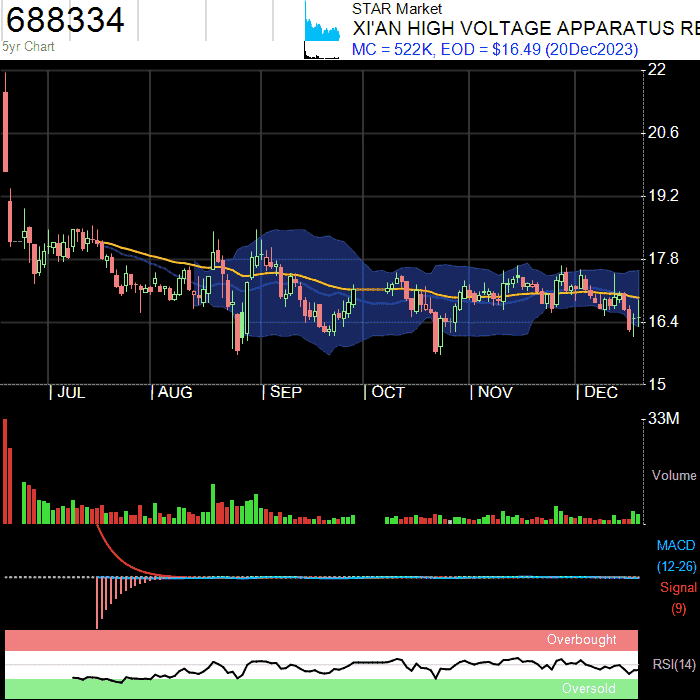 688334
5yr Chart
STAR Market
XI'AN HIGH VOLTAGE APPARATUS RE
MC = 522K, EOD = $16.49 (20Dec2023)
22
20.6
19.2
17.8
16.4
15
JUL AUG SEP OCT NOV DEC
33M
Volume
MACD
(12-26)
Signal
(9)
Overbought
RSI(14)
Oversold